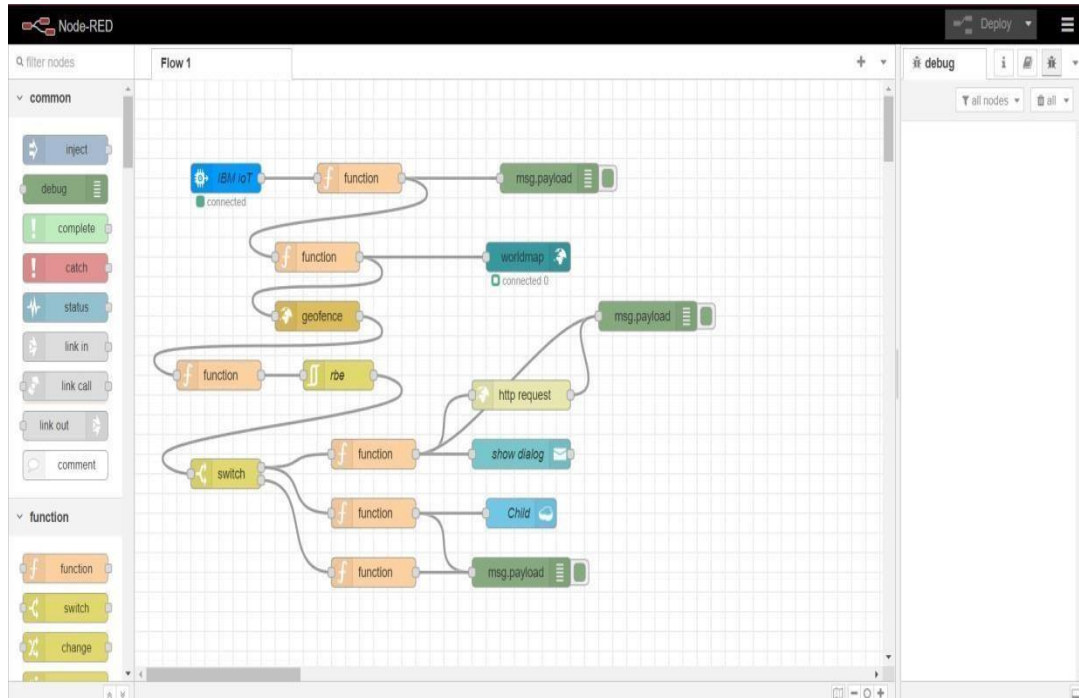 Node-RED
Deploy
filter nodes
Flow 1
debug
i
all nodes
all
common
inject
debug
complete
catch
status
link in
link call
link out
comment
function
function
switch
change
IBM IoT
connected
function
msg.payload
function
worldmap
connected 0
geofence
msg.payload
function
rbe
http request
function
show dialog
switch
function
Child
function
msg.payload